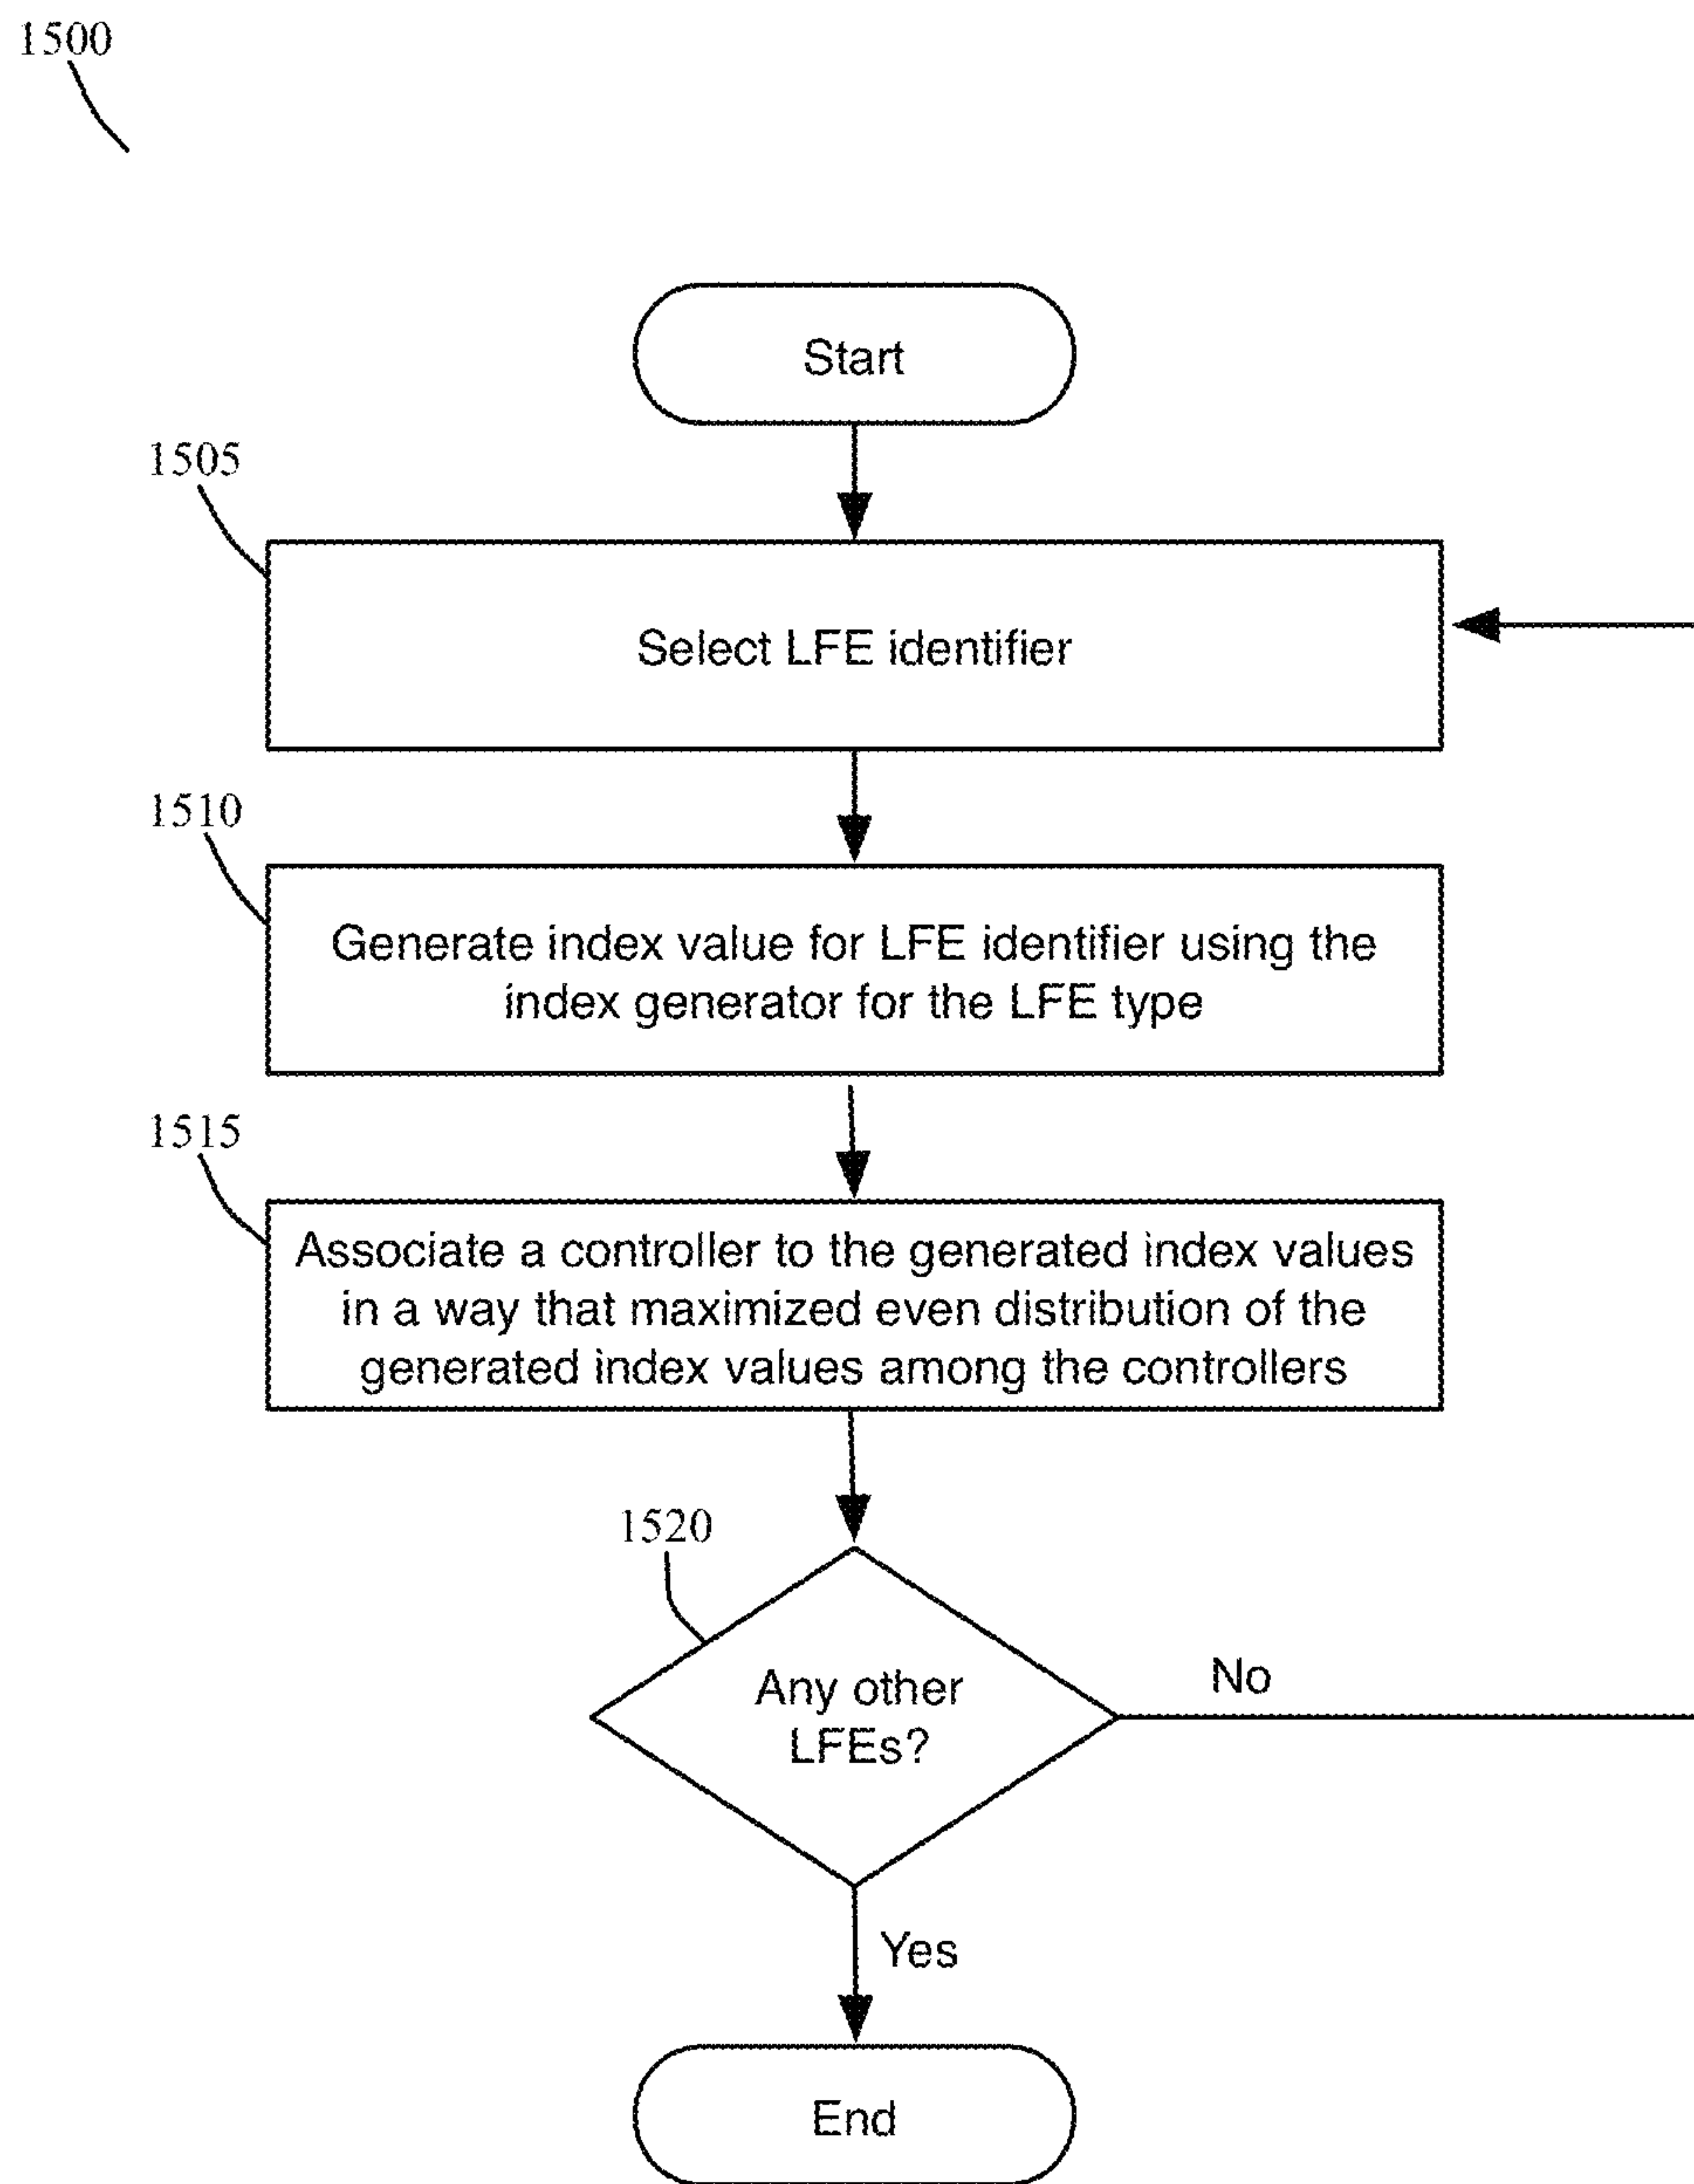 1500
Start
1505
Select LFE identifier
1510
Generate index value for LFE identifier using the
index generator for the LFE type
1515
Associate a controller to the generated index values
in a way that maximized even distribution of the
generated index values among the controllers
1520
Any other
LFEs?
No
Yes
End